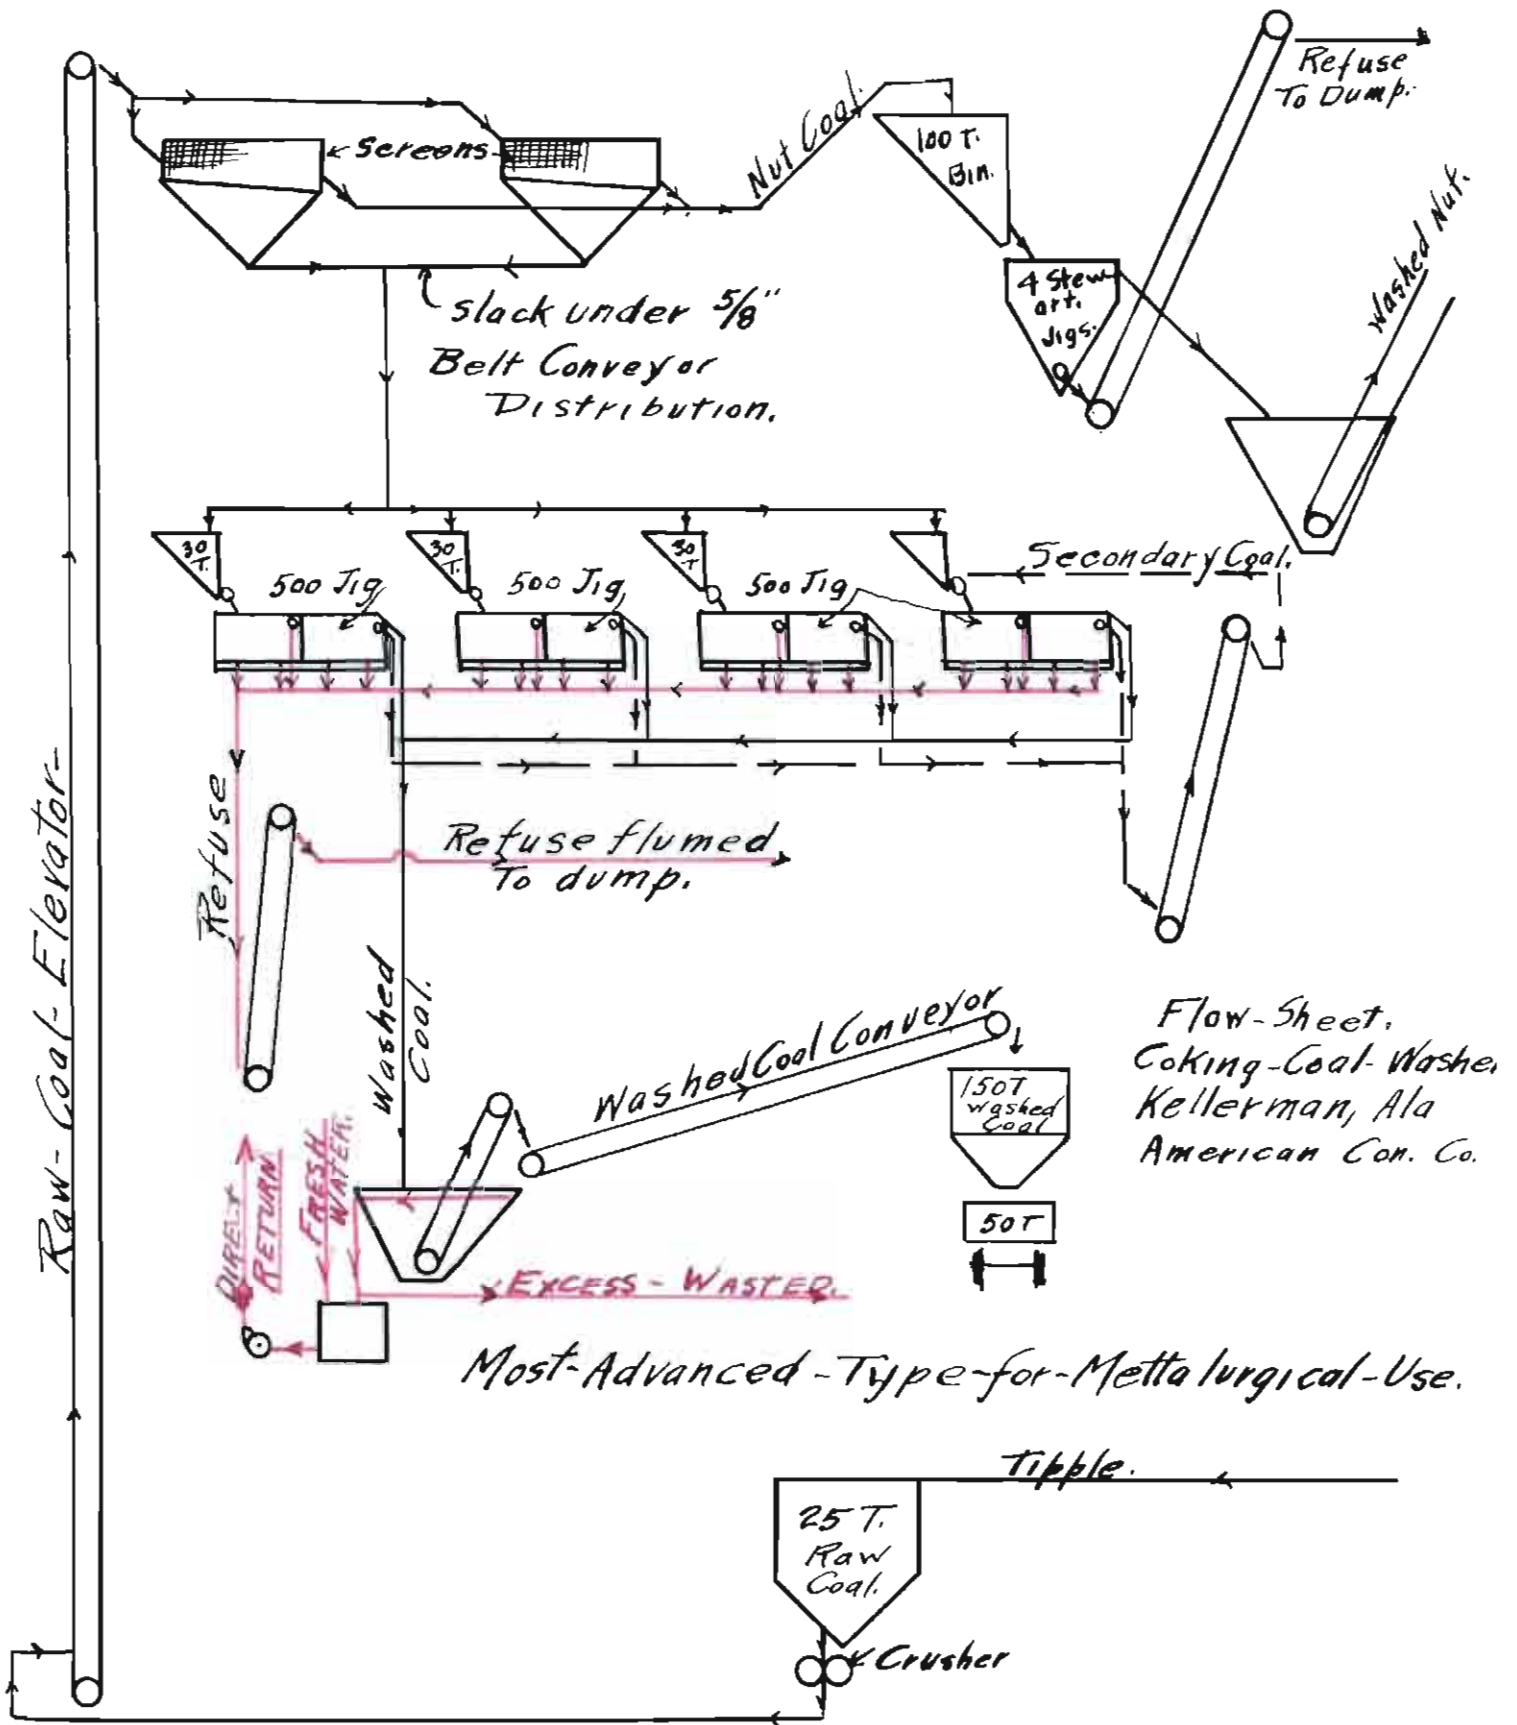 Refuse
To Dump.
Screens
Nut Coal.
100 T.
Bin.
4 Stew-
art.
Jigs.
Washed Nut.
Slack under 5/8"
Belt Conveyor
Distribution.
30
T.
30
T.
30
T
Secondary Coal.
500 Jig
500 Jig
500 Jig
Raw-Coal-Elevator-
Refuse
Refuse flumed
To dump.
Washed
Coal.
Washed Coal Conveyor
150T
Washed
Coal
50T
Flow-Sheet.
Coking-Coal-Washer
Kellerman, Ala
American Con. Co.
DIRECT
RETURN
FRESH
WATER.
EXCESS-WASTED.
Most-Advanced-Type-for-Mettalurgical-Use.
Tipple.
25 T.
Raw
Coal.
Crusher